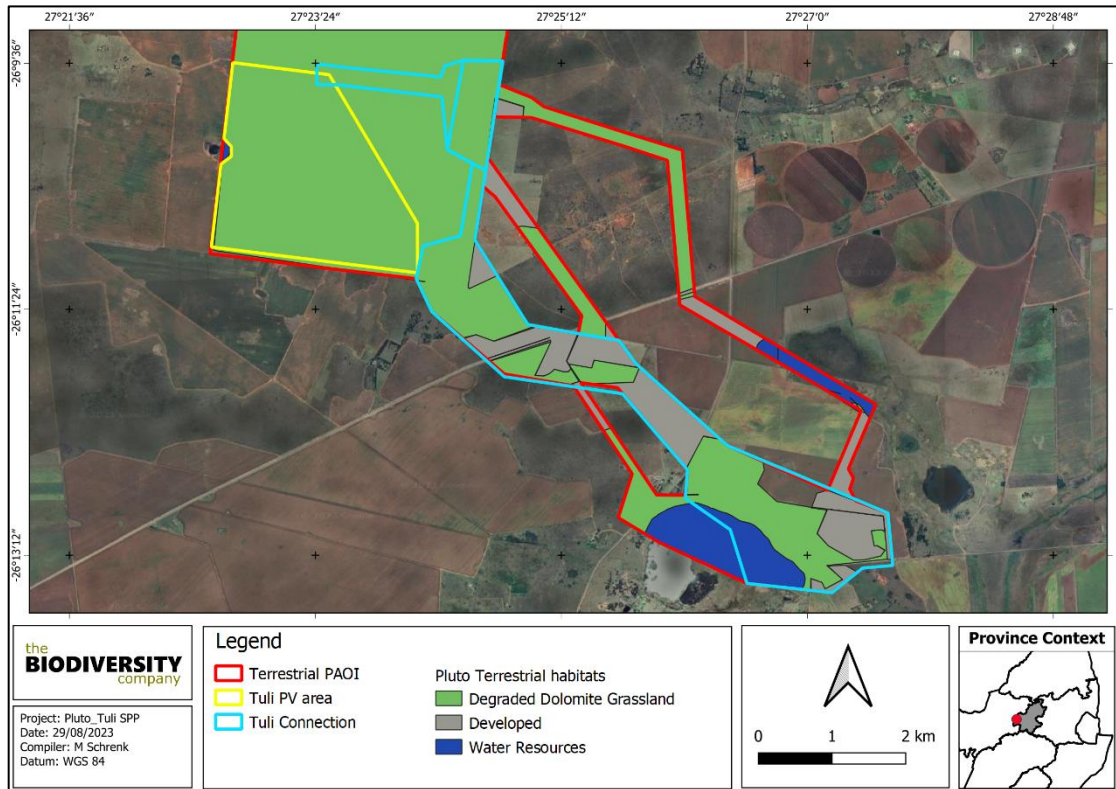 27°21'36" 27°23'24" 27°25'12" 27°27'0" 27°28'48"
-26°9'36"
-26°11'24"
-26°13'12"
the
BIODIVERSITY
company
Project: Pluto_Tuli SPP
Date: 29/08/2023
Compiler: M Schrenk
Datum: WGS 84
Legend
Terrestrial PAOI
Tuli PV area
Tuli Connection
Pluto Terrestrial habitats
Degraded Dolomite Grassland
Developed
Water Resources
0 1 2 km
Province Context